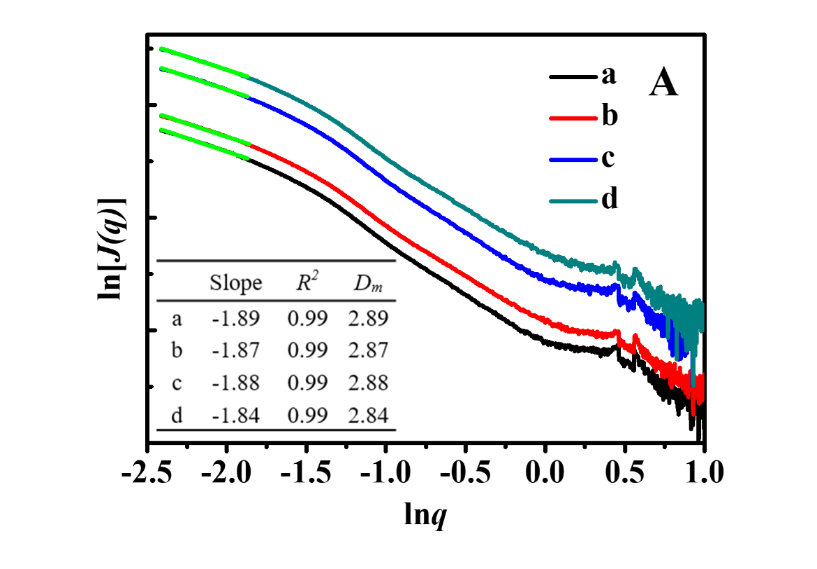 A
a
b
c
d
ln[J(q)]
Slope R² Dₘ
a -1.89 0.99 2.89
b -1.87 0.99 2.87
c -1.88 0.99 2.88
d -1.84 0.99 2.84
-2.5 -2.0 -1.5 -1.0 -0.5 0.0 0.5 1.0
lnq